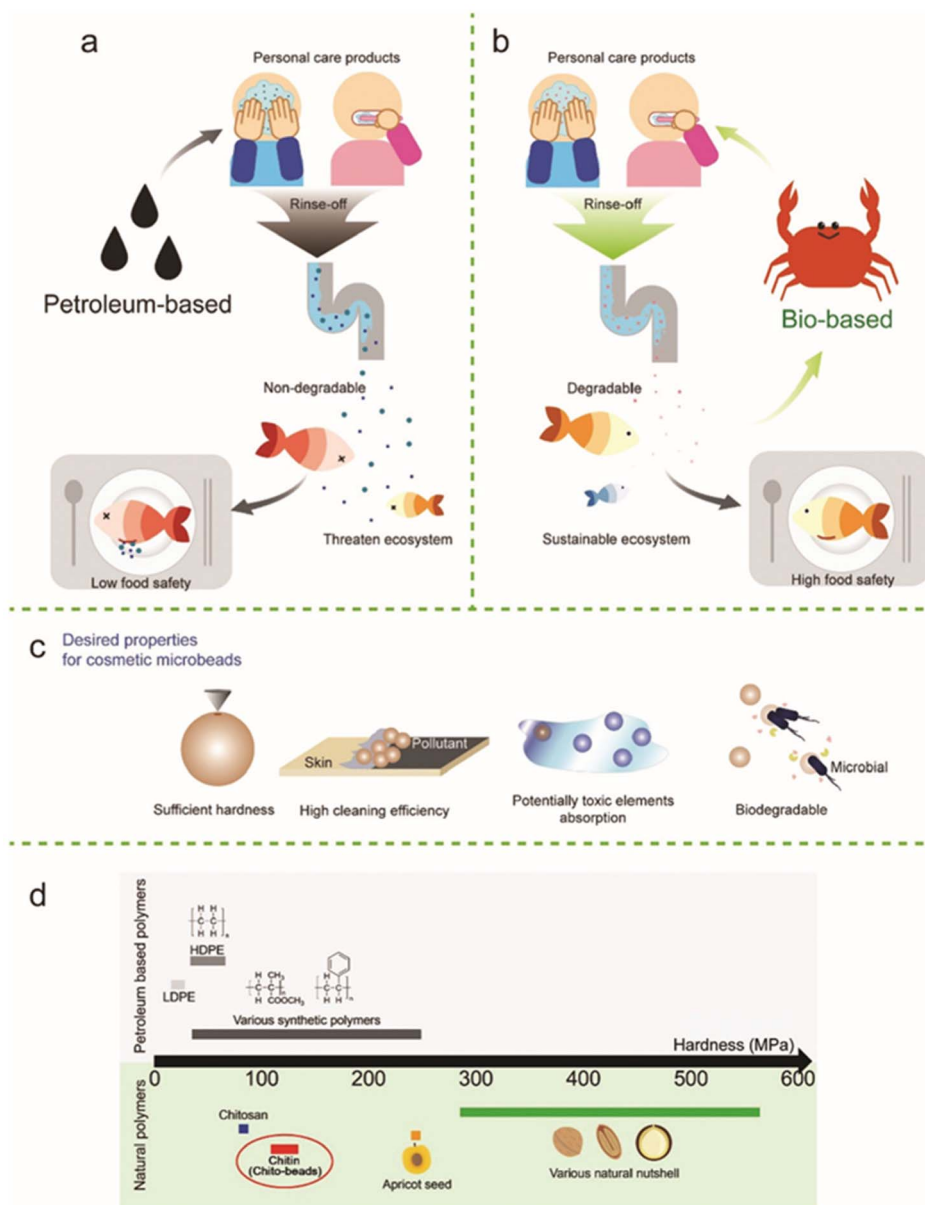 a
Personal care products
Rinse-off
Petroleum-based
Non-degradable
Threaten ecosystem
Low food safety
b
Personal care products
Rinse-off
Bio-based
Degradable
Sustainable ecosystem
High food safety
c
Desired properties
for cosmetic microbeads
Sufficient hardness
Skin
Pollutant
High cleaning efficiency
Potentially toxic elements
absorption
Microbial
Biodegradable
d
Petroleum based polymers
H H
C C
H H
n
HDPE
LDPE
H CH3
C C
H COOCH3
n
H H
C C
H H
n
Various synthetic polymers
Hardness (MPa)
0 100 200 300 400 500 600
Natural polymers
Chitosan
Chitin
(Chito-beads)
Apricot seed
Various natural nutshell